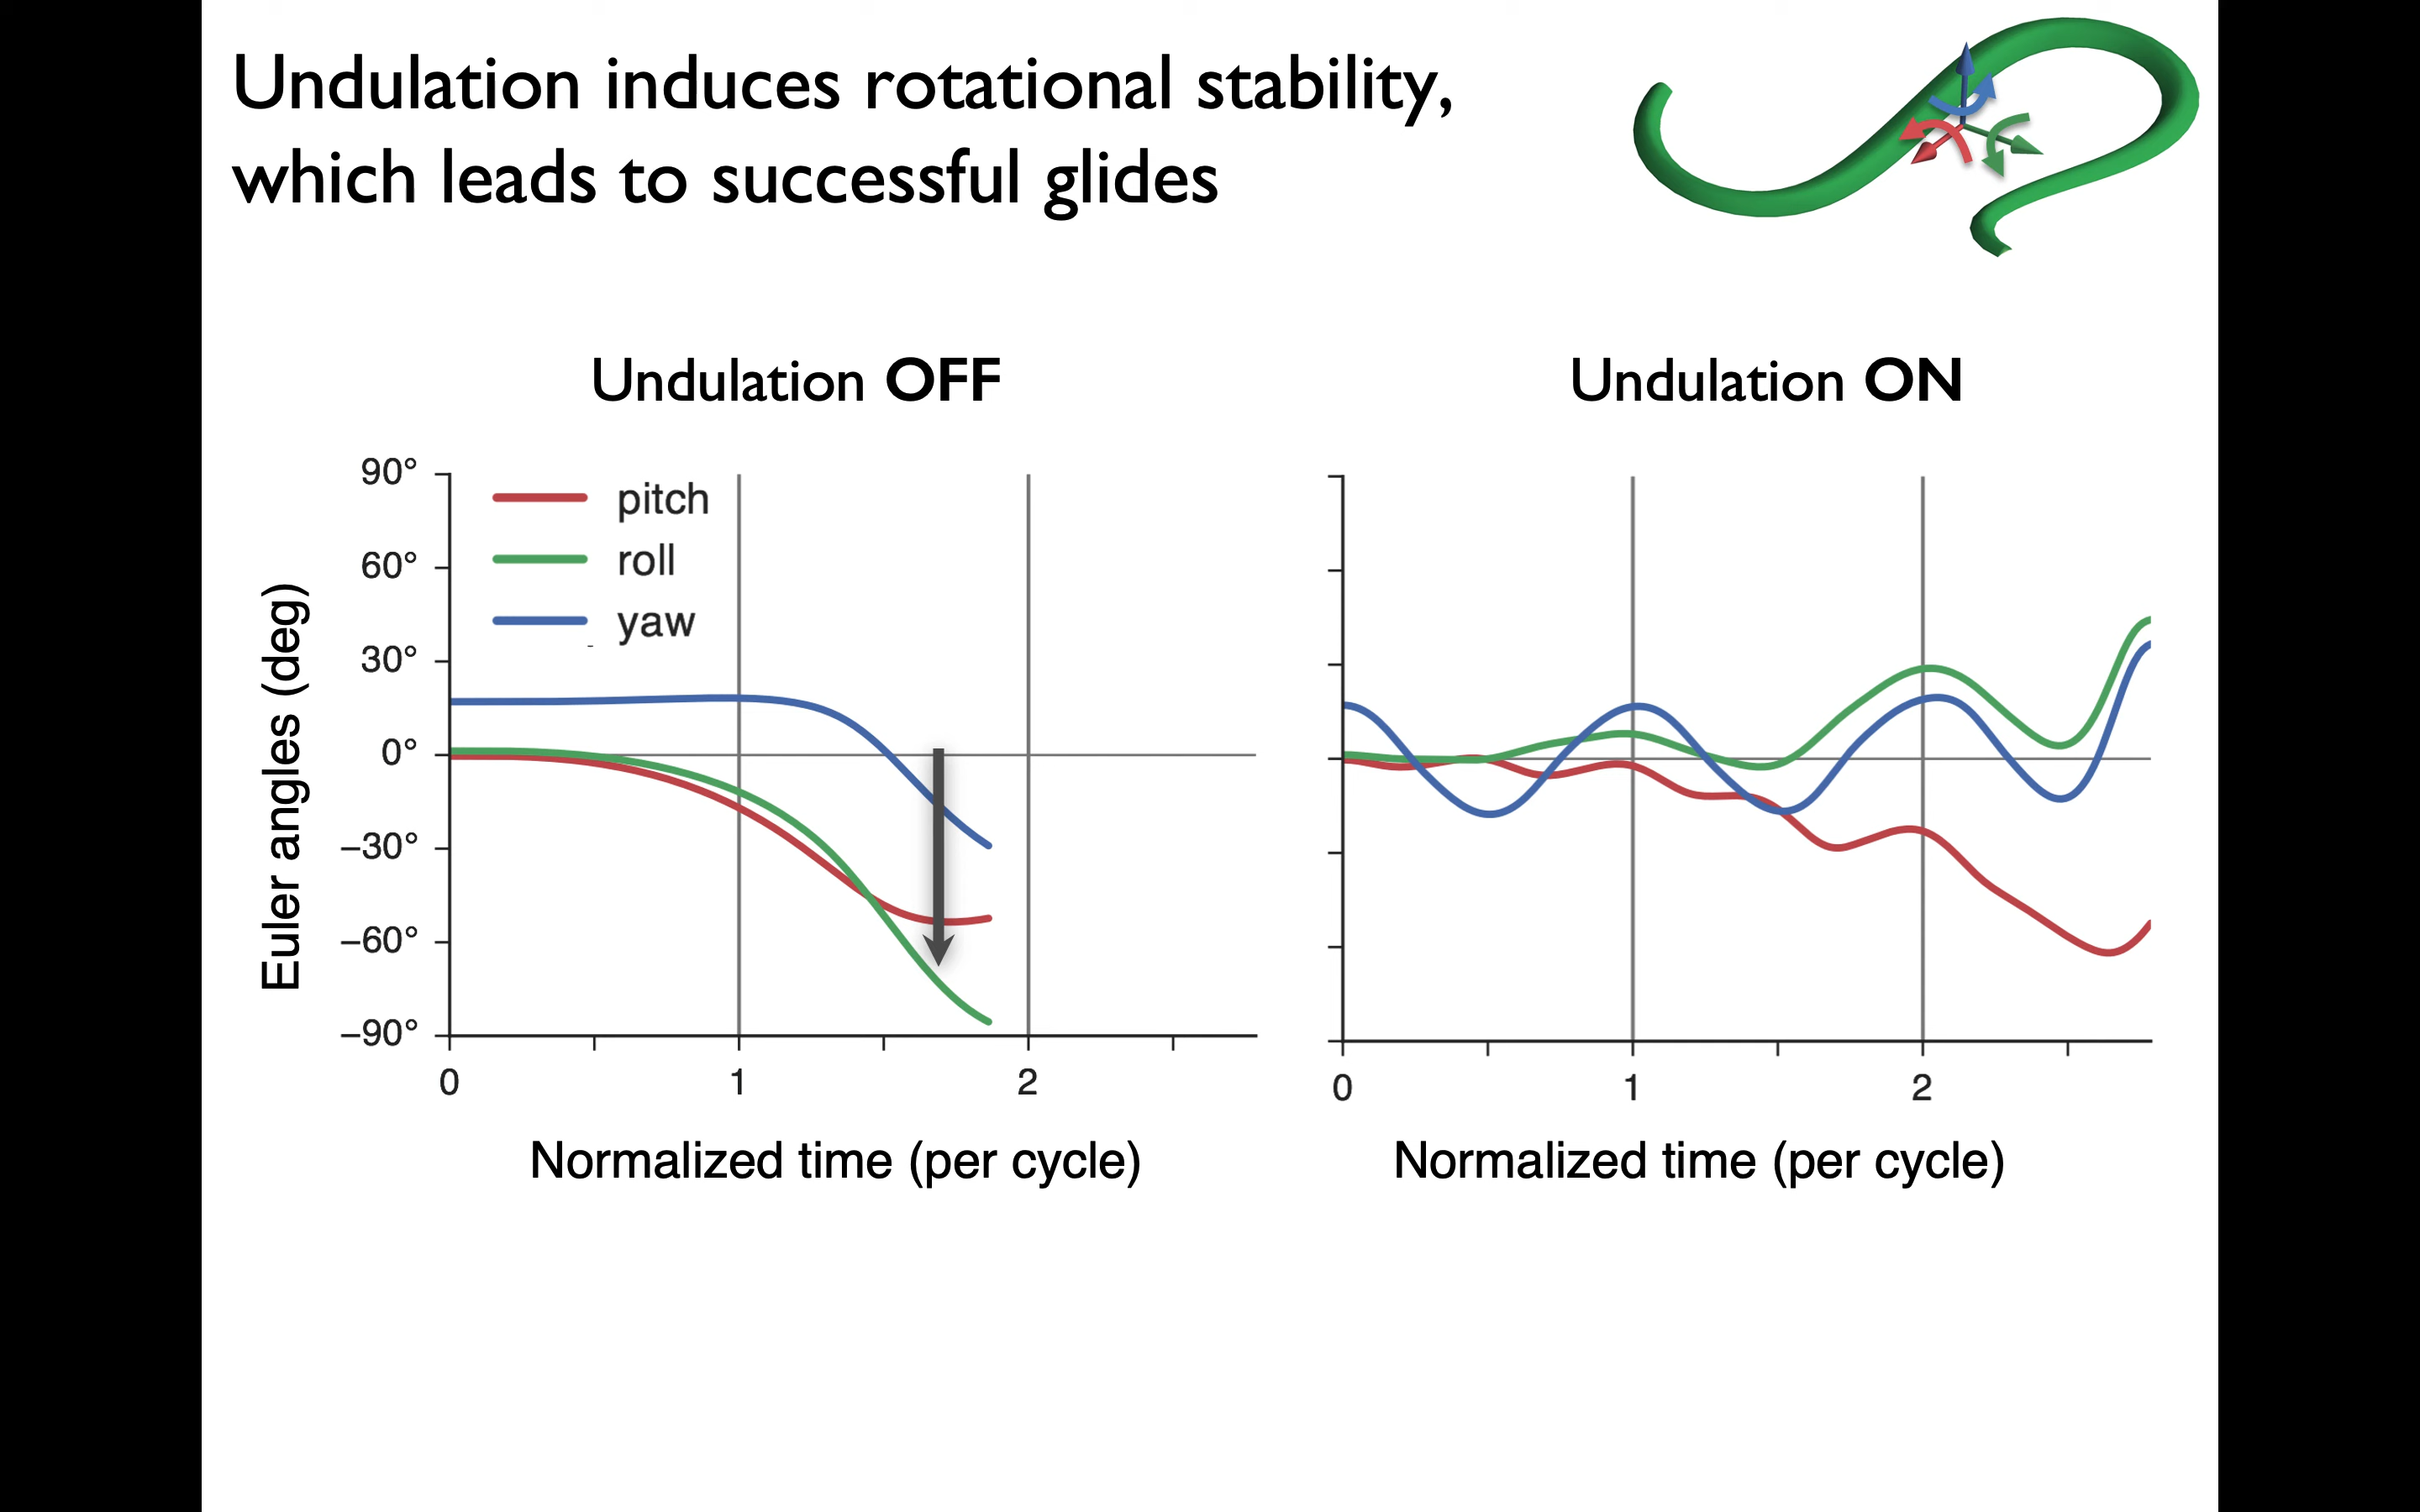 Undulation induces rotational stability,
which leads to successful glides
Undulation OFF
Undulation ON
90°
60°
30°
0°
−30°
−60°
−90°
Euler angles (deg)
pitch
roll
yaw
0
1
2
Normalized time (per cycle)
0
1
2
Normalized time (per cycle)